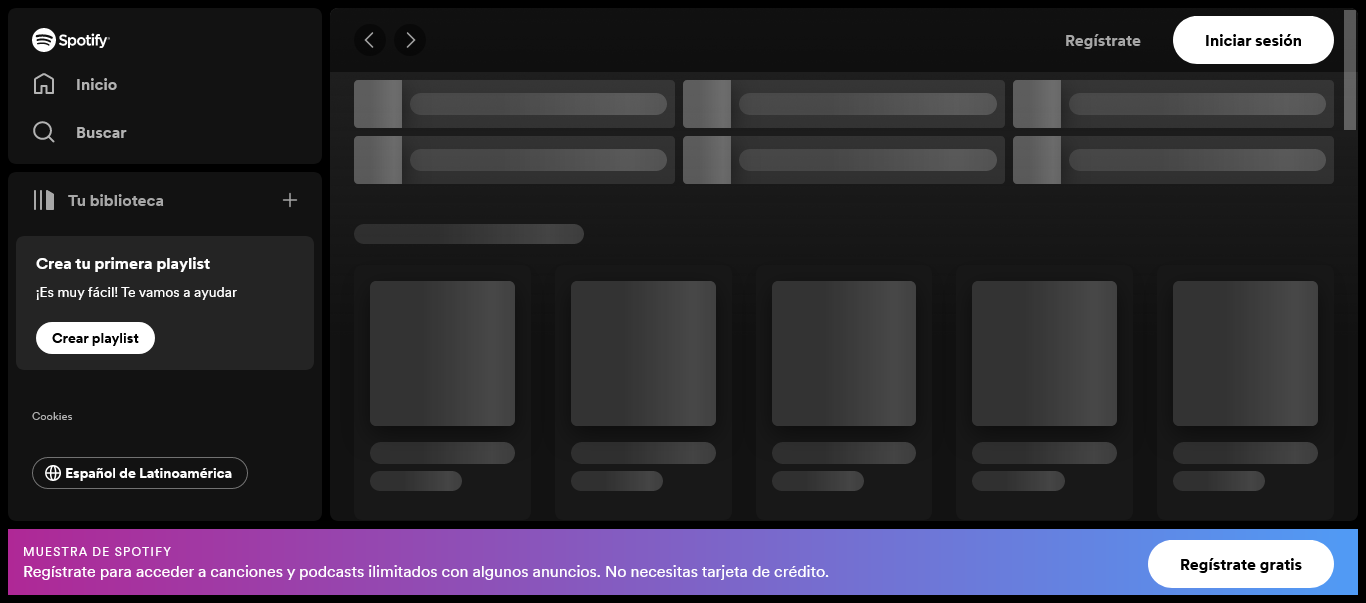 Spotify
Inicio
Buscar
Tu biblioteca
Crea tu primera playlist
¡Es muy fácil! Te vamos a ayudar
Crear playlist
Cookies
Español de Latinoamérica
Regístrate
Iniciar sesión
MUESTRA DE SPOTIFY
Regístrate para acceder a canciones y podcasts ilimitados con algunos anuncios. No necesitas tarjeta de crédito.
Regístrate gratis